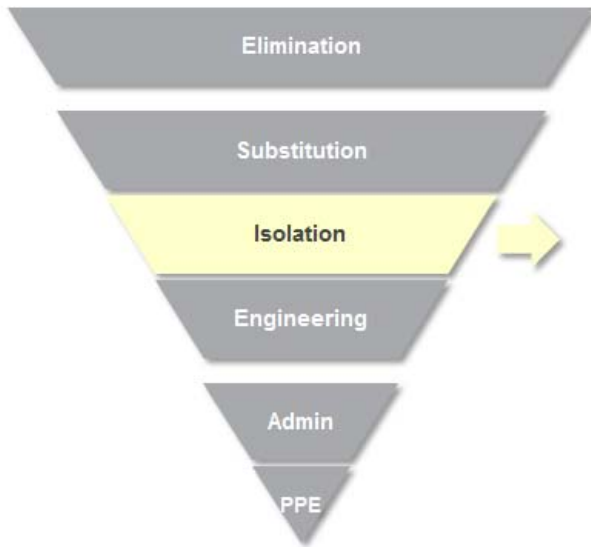 Elimination
Substitution
Isolation
Engineering
Admin
PPE